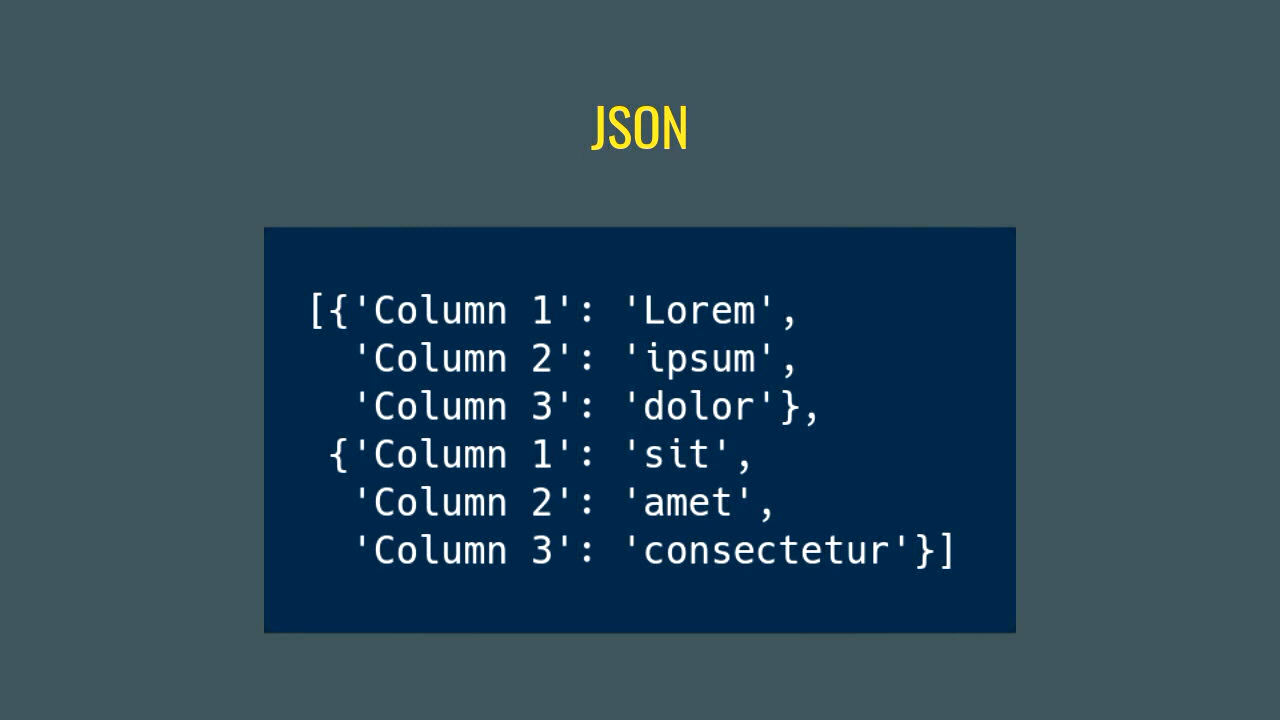 JSON
[{'Column 1': 'Lorem',
'Column 2': 'ipsum',
'Column 3': 'dolor'},
{'Column 1': 'sit',
'Column 2': 'amet',
'Column 3': 'consectetur'}]